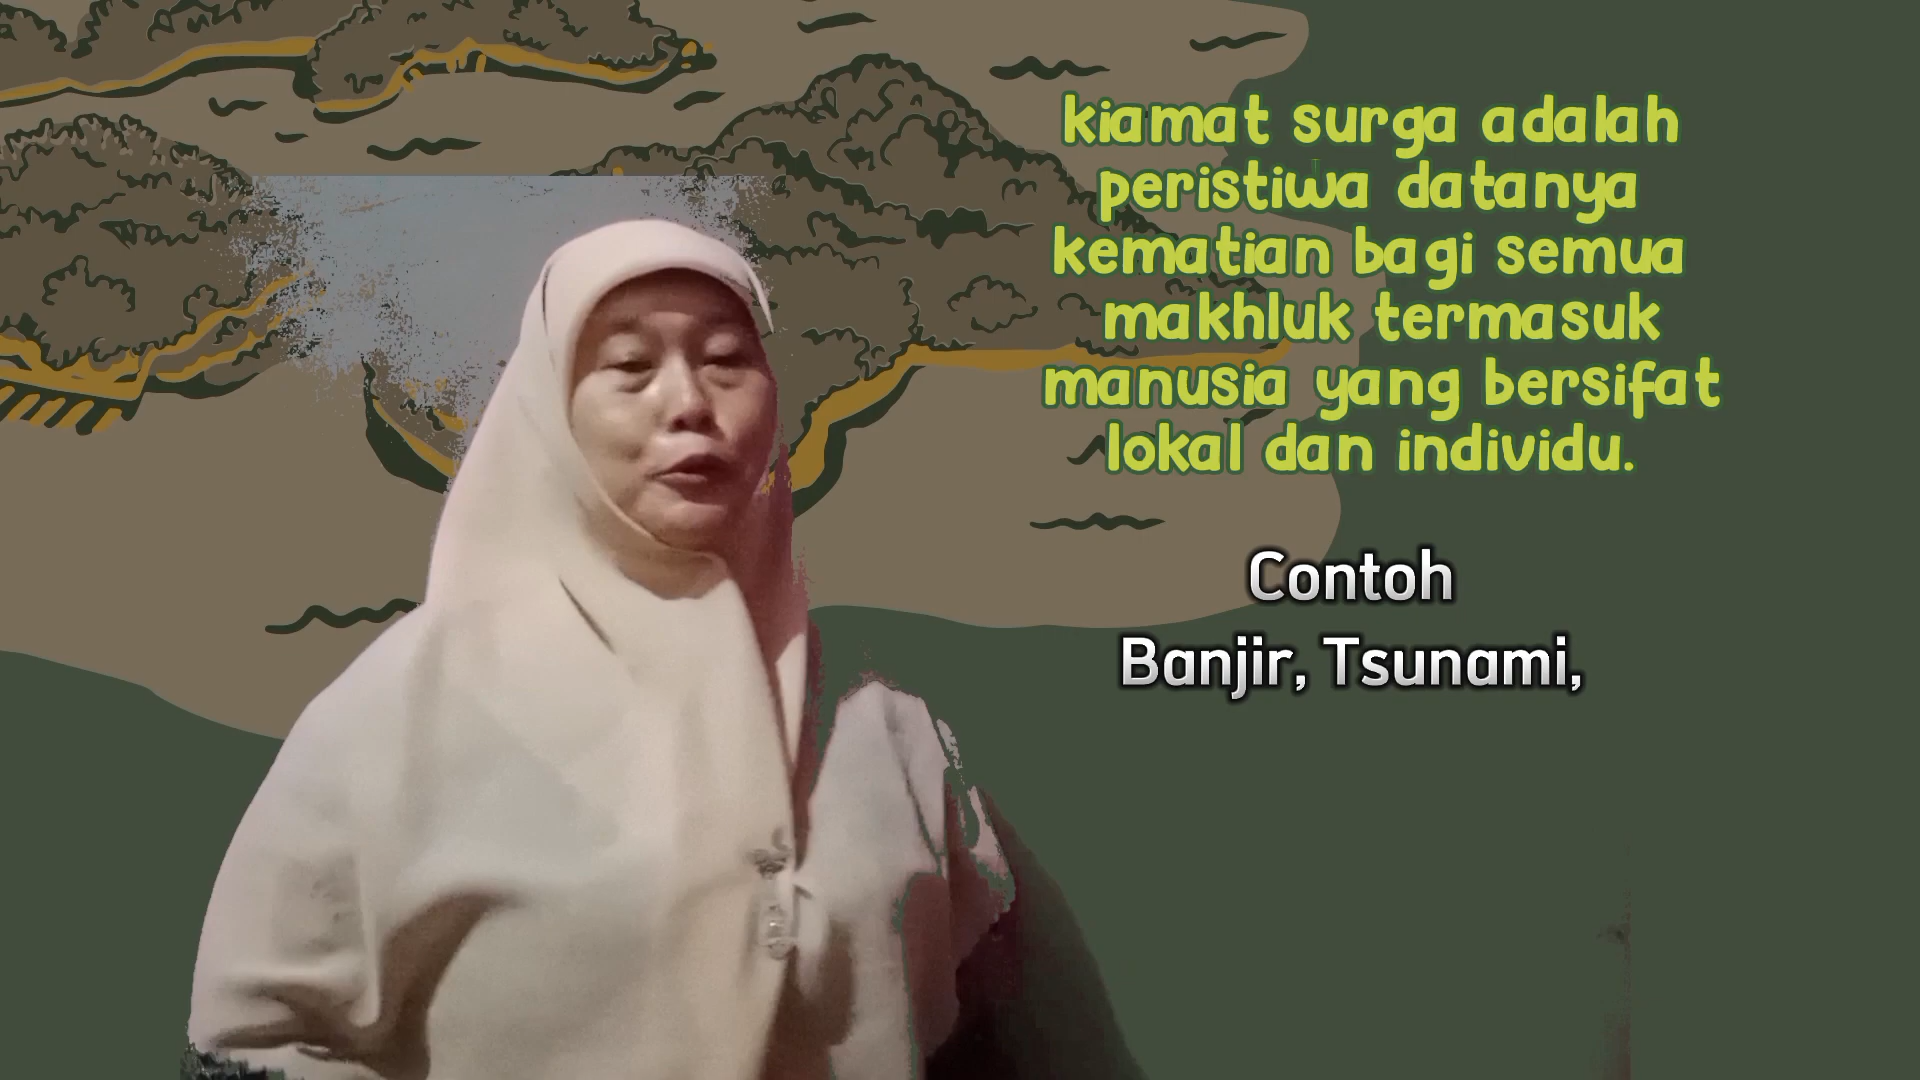 kiamat surga adalah
peristiwa datanya
kematian bagi semua
makhluk termasuk
manusia yang bersifat
lokal dan individu.
Contoh
Banjir, Tsunami,